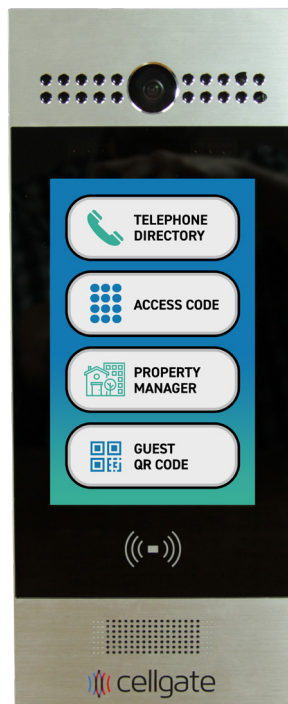 TELEPHONE
DIRECTORY
ACCESS CODE
PROPERTY
MANAGER
GUEST
QR CODE
cellgate